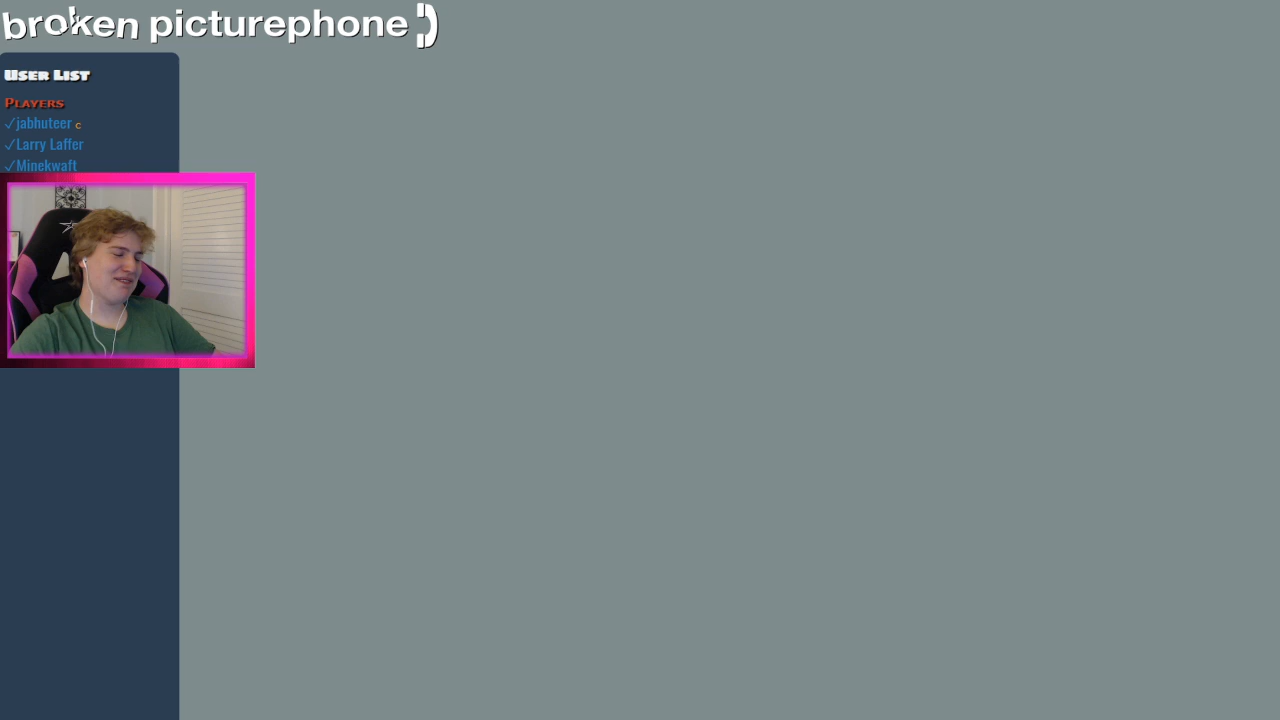 broken picturephone
User List
Players
✓jabhuteer c
✓Larry Laffer
✓Minekwaft